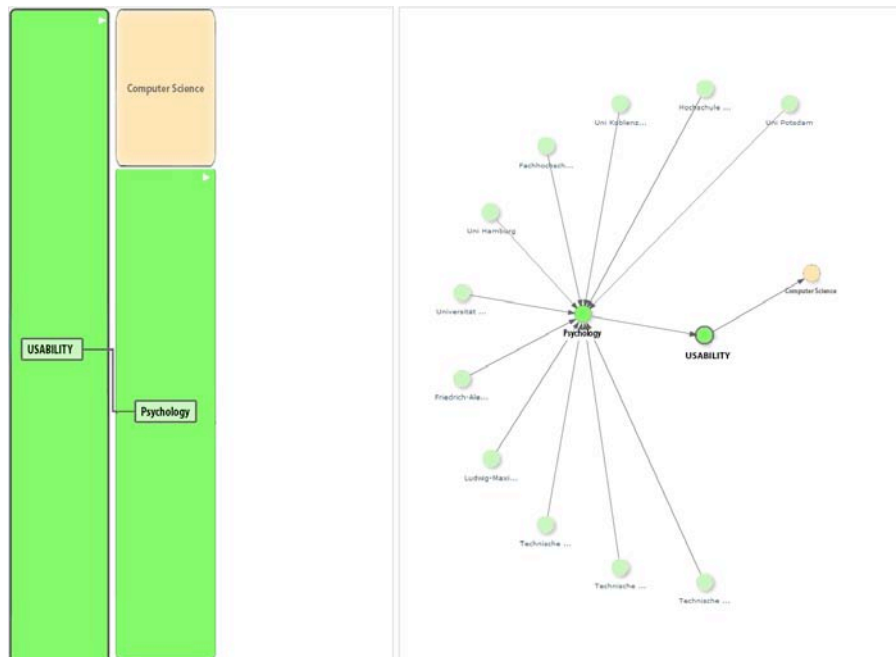 Computer Science
USABILITY
Psychology
Hochschule ...
Uni Koblenz...
Uni Potsdam
Fachhochsch...
Uni Hamburg
Computer Science
Universität ...
Psychology
USABILITY
Friedrich-Ale...
Ludwig-Maxi...
Technische ...
Technische ...
Technische ...